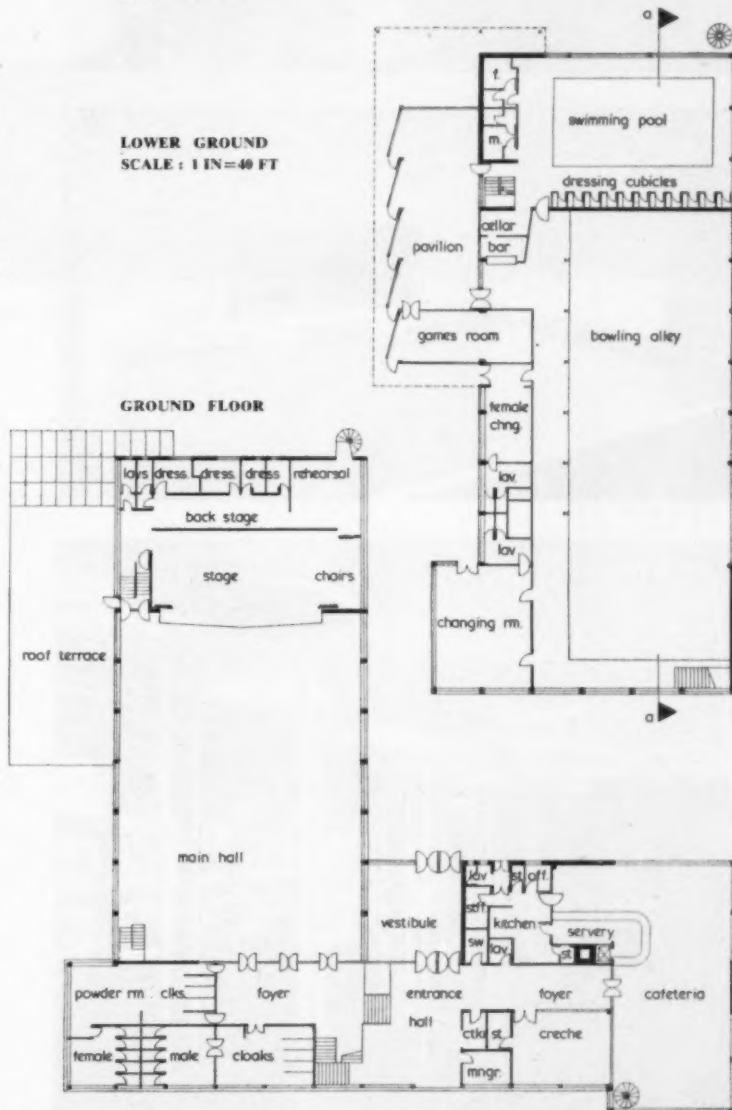 a
LOWER GROUND
SCALE : 1 IN=40 FT
f.
m.
swimming pool
dressing cubicles
cellar
bar
pavilion
games room
bowling alley
female
chng.
lav.
lav.
changing rm.
a
GROUND FLOOR
lavs dress. dress. dress. rehearsal
back stage
stage
chairs
roof terrace
main hall
vestibule
lav
st. off.
stff.
kitchen
servery
sw
lav.
st
powder rm . clks.
foyer
entrance
hall
foyer
cafeteria
female
male
cloaks
ctkr
st.
creche
mngr.